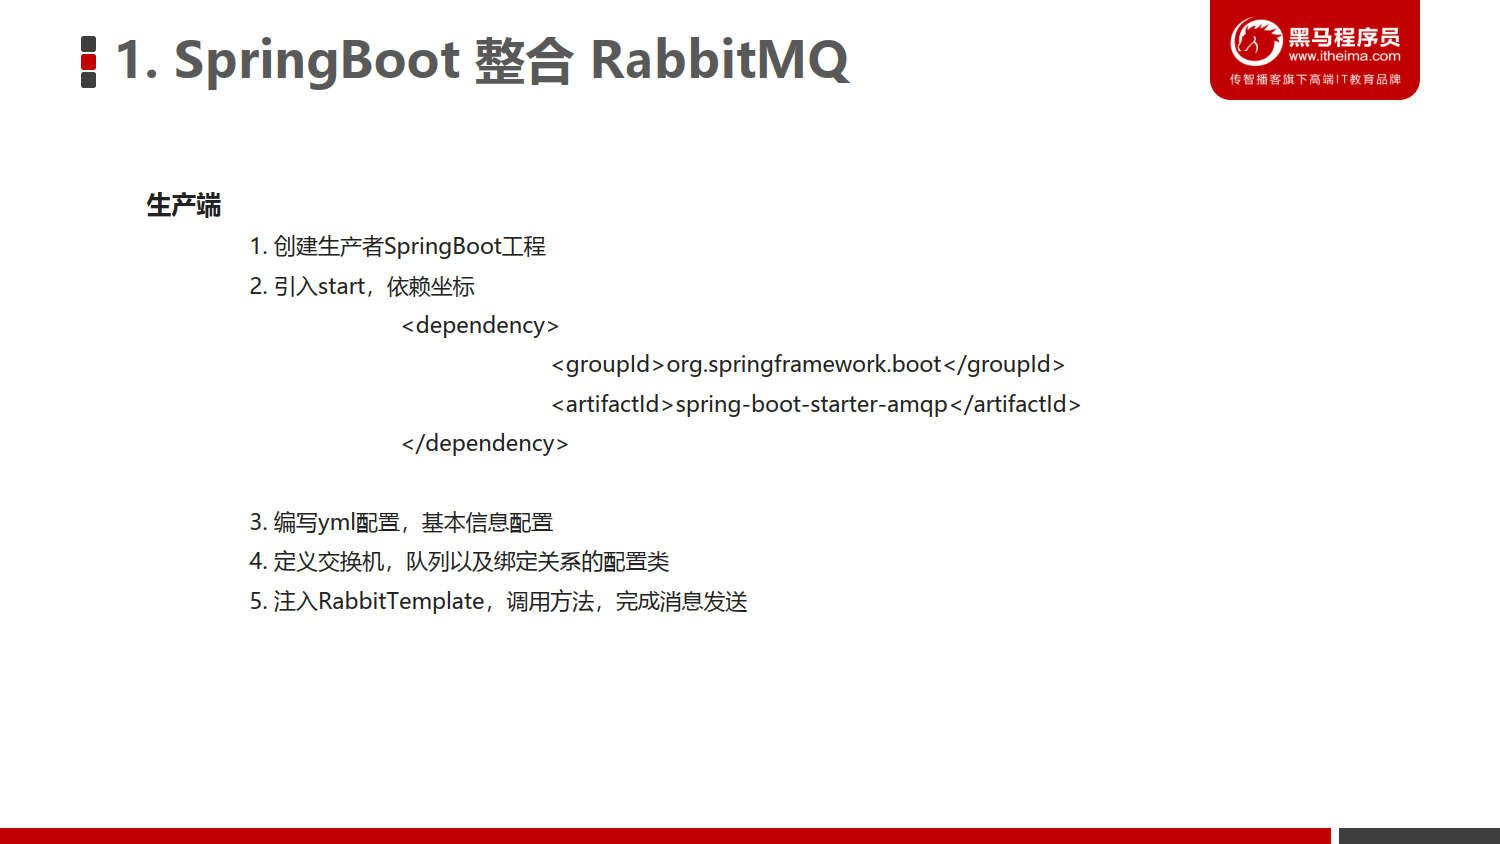 1. SpringBoot 整合 RabbitMQ
黑马程序员
www.itheima.com
传智播客旗下高端IT教育品牌
生产端
1. 创建生产者SpringBoot工程
2. 引入start，依赖坐标
<dependency>
<groupId>org.springframework.boot</groupId>
<artifactId>spring-boot-starter-amqp</artifactId>
</dependency>
3. 编写yml配置，基本信息配置
4. 定义交换机，队列以及绑定关系的配置类
5. 注入RabbitTemplate，调用方法，完成消息发送